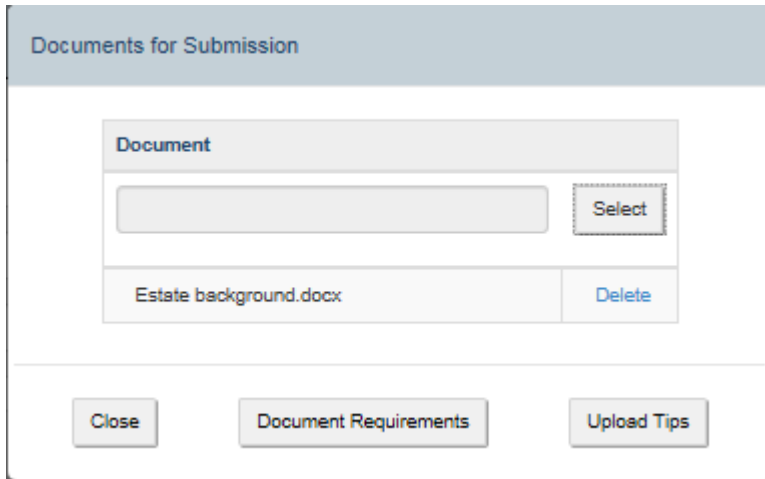 Documents for Submission
Document
Select
Estate background.docx Delete
Close Document Requirements Upload Tips